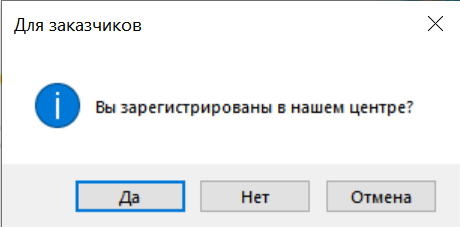 Для заказчиков
Вы зарегистрированы в нашем центре?
Да Нет Отмена